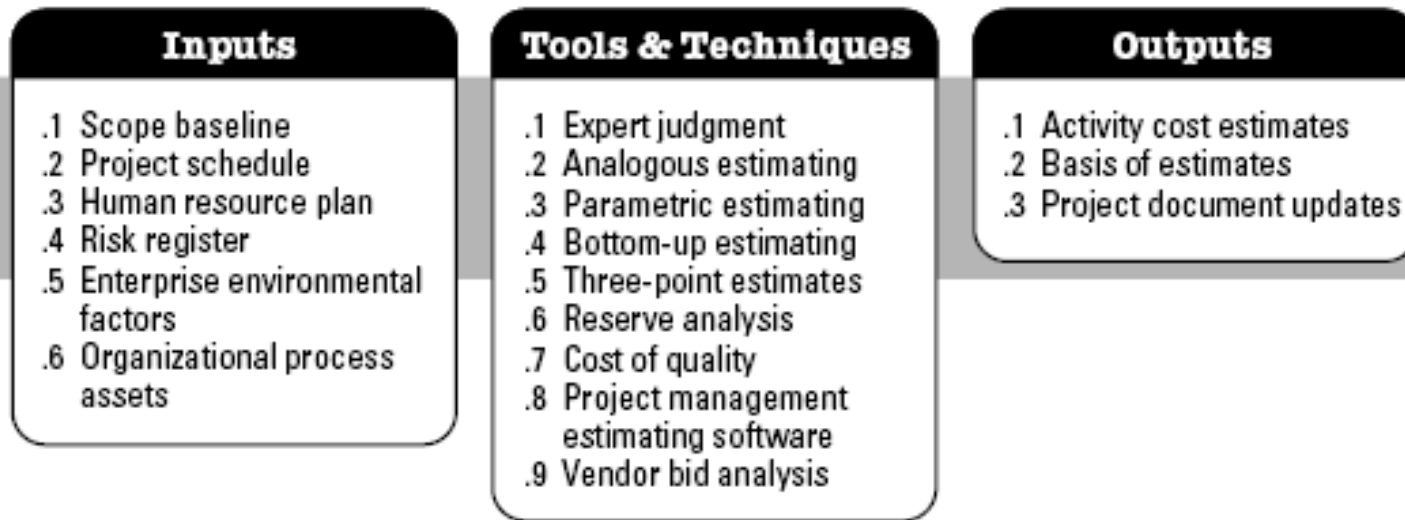 Inputs
.1 Scope baseline
.2 Project schedule
.3 Human resource plan
.4 Risk register
.5 Enterprise environmental
factors
.6 Organizational process
assets
Tools & Techniques
.1 Expert judgment
.2 Analogous estimating
.3 Parametric estimating
.4 Bottom-up estimating
.5 Three-point estimates
.6 Reserve analysis
.7 Cost of quality
.8 Project management
estimating software
.9 Vendor bid analysis
Outputs
.1 Activity cost estimates
.2 Basis of estimates
.3 Project document updates